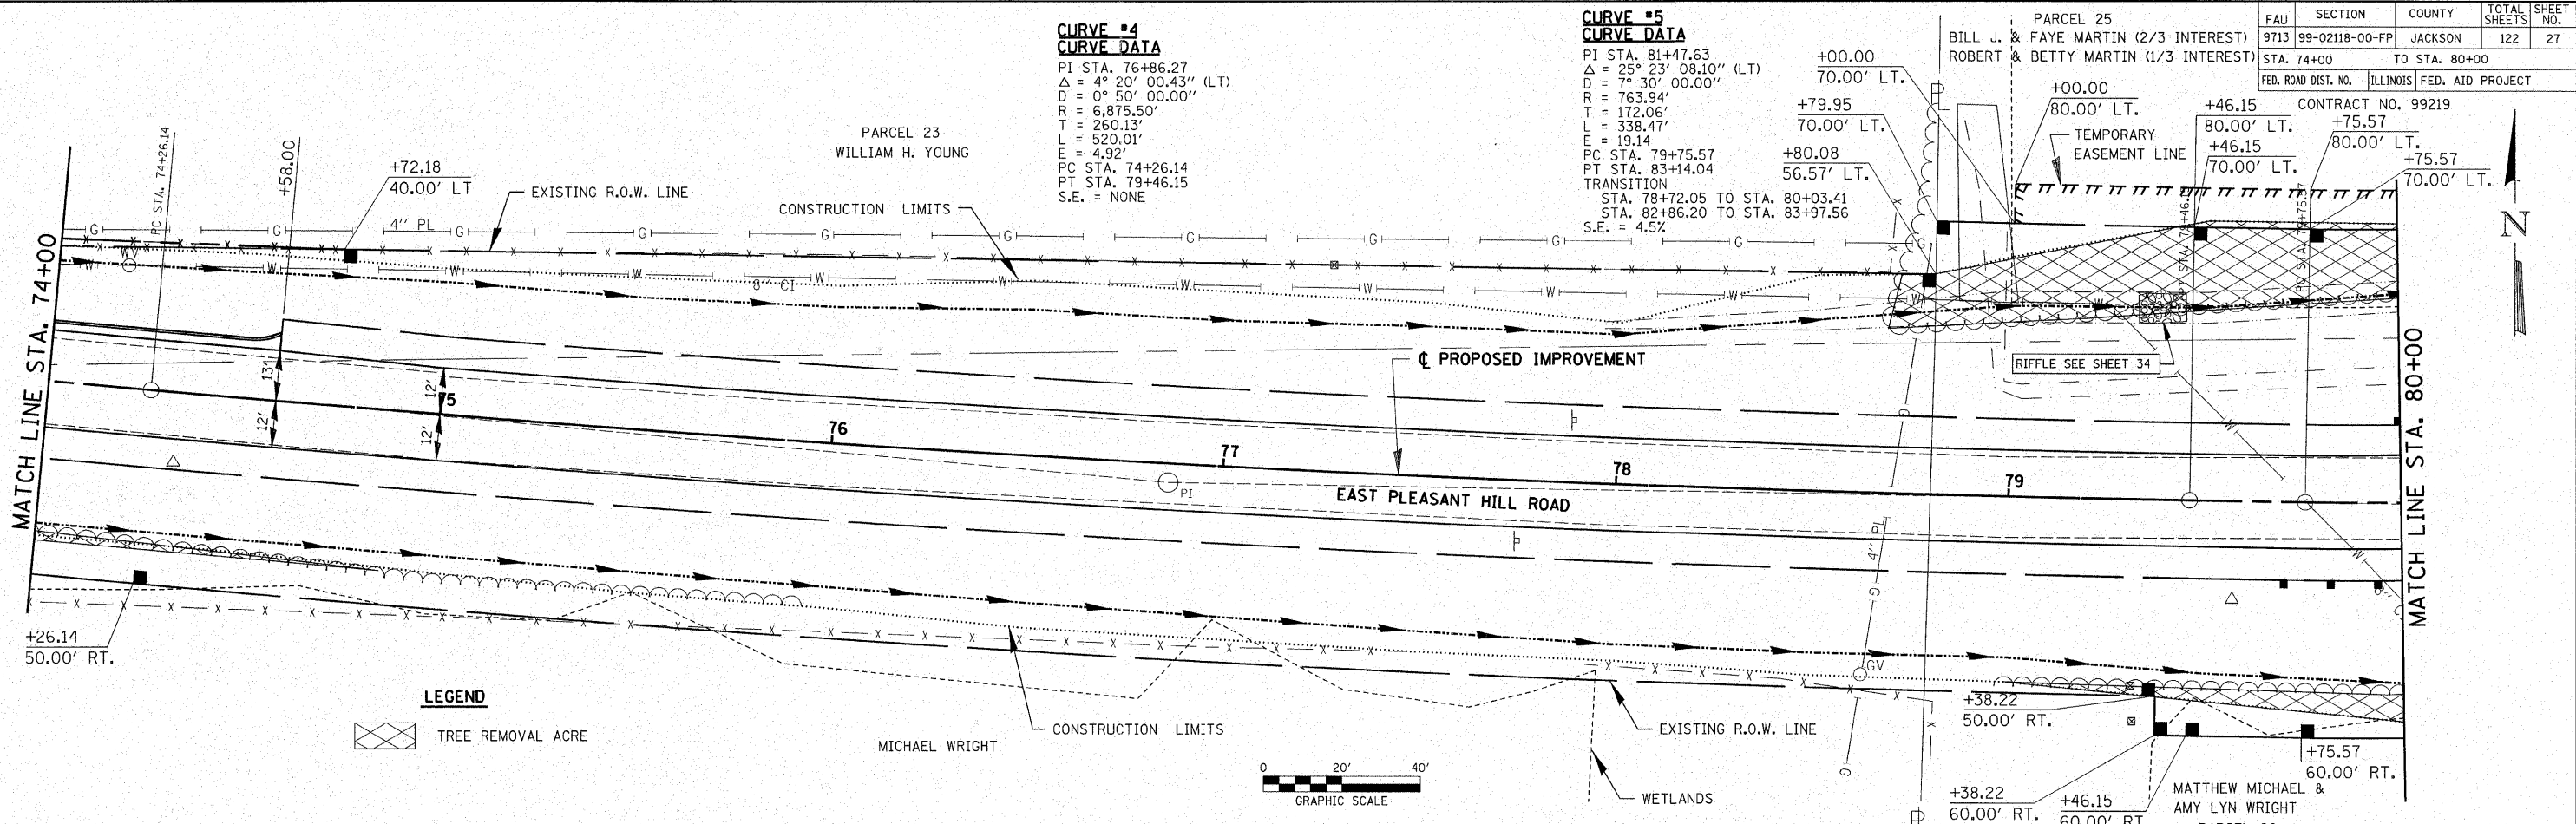 CURVE #4
CURVE DATA
PI STA. 76+86.27
Δ = 4° 20' 00.43" (LT)
D = 0° 50' 00.00"
R = 6,875.50'
T = 260.13'
L = 520.01'
E = 4.92'
PC STA. 74+26.14
PT STA. 79+46.15
S.E. = NONE
CURVE #5
CURVE DATA
PI STA. 81+47.63
Δ = 25° 23' 08.10" (LT)
D = 7° 30' 00.00"
R = 763.94'
T = 172.06'
L = 338.47'
E = 19.14
PC STA. 79+75.57
PT STA. 83+14.04
TRANSITION
STA. 78+72.05 TO STA. 80+03.41
STA. 82+86.20 TO STA. 83+97.56
S.E. = 4.5%
PARCEL 25
BILL J. & FAYE MARTIN (2/3 INTEREST)
ROBERT & BETTY MARTIN (1/3 INTEREST)
FAU SECTION COUNTY TOTAL SHEETS SHEET NO.
9713 99-02118-00-FP JACKSON 122 27
STA. 74+00 TO STA. 80+00
FED. ROAD DIST. NO. ILLINOIS FED. AID PROJECT
CONTRACT NO. 99219
+00.00
70.00' LT.
+79.95
70.00' LT.
+80.08
56.57' LT.
+00.00
80.00' LT.
TEMPORARY
EASEMENT LINE
+46.15
80.00' LT.
+46.15
70.00' LT.
+75.57
80.00' LT.
+75.57
70.00' LT.
N
PARCEL 23
WILLIAM H. YOUNG
PC STA. 74+26.14
+58.00
+72.18
40.00' LT
EXISTING R.O.W. LINE
CONSTRUCTION LIMITS
4" PL
8" CI
MATCH LINE STA. 74+00
13'
12'
12'
12'
75
76
77
78
79
PI
℄ PROPOSED IMPROVEMENT
EAST PLEASANT HILL ROAD
RIFFLE SEE SHEET 34
MATCH LINE STA. 80+00
4" PL
GV
+26.14
50.00' RT.
LEGEND
TREE REMOVAL ACRE
MICHAEL WRIGHT
CONSTRUCTION LIMITS
0 20' 40'
GRAPHIC SCALE
WETLANDS
EXISTING R.O.W. LINE
+38.22
50.00' RT.
+38.22
60.00' RT.
+46.15
60.00' RT
+75.57
60.00' RT.
MATTHEW MICHAEL &
AMY LYN WRIGHT